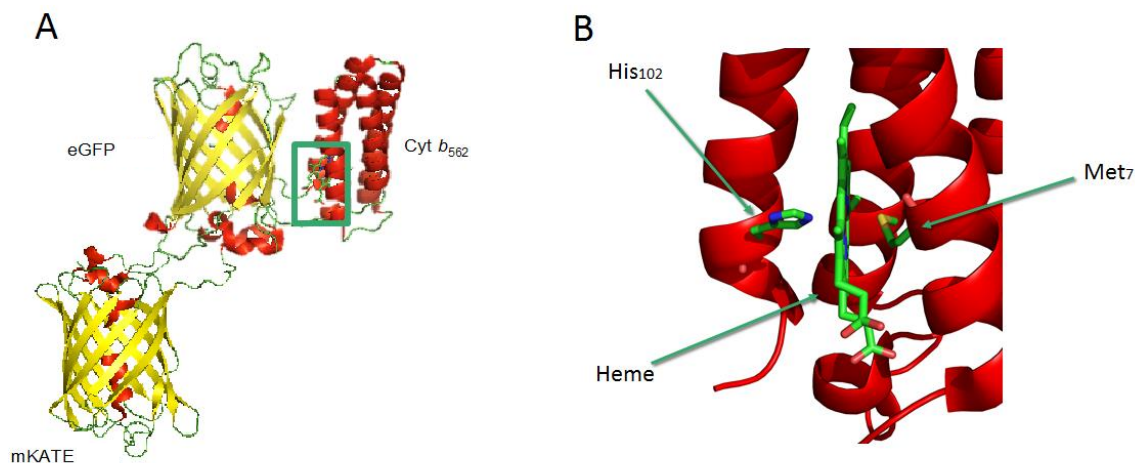 A
eGFP
Cyt b₅₆₂
mKATE
B
His₁₀₂
Met₇
Heme